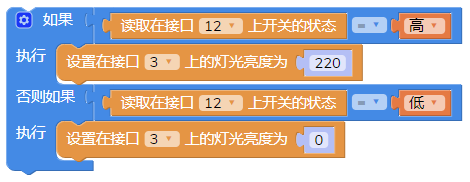 如果 读取在接口 12 上开关的状态 = 高
执行 设置在接口 3 上的灯光亮度为 220
否则如果 读取在接口 12 上开关的状态 = 低
执行 设置在接口 3 上的灯光亮度为 0